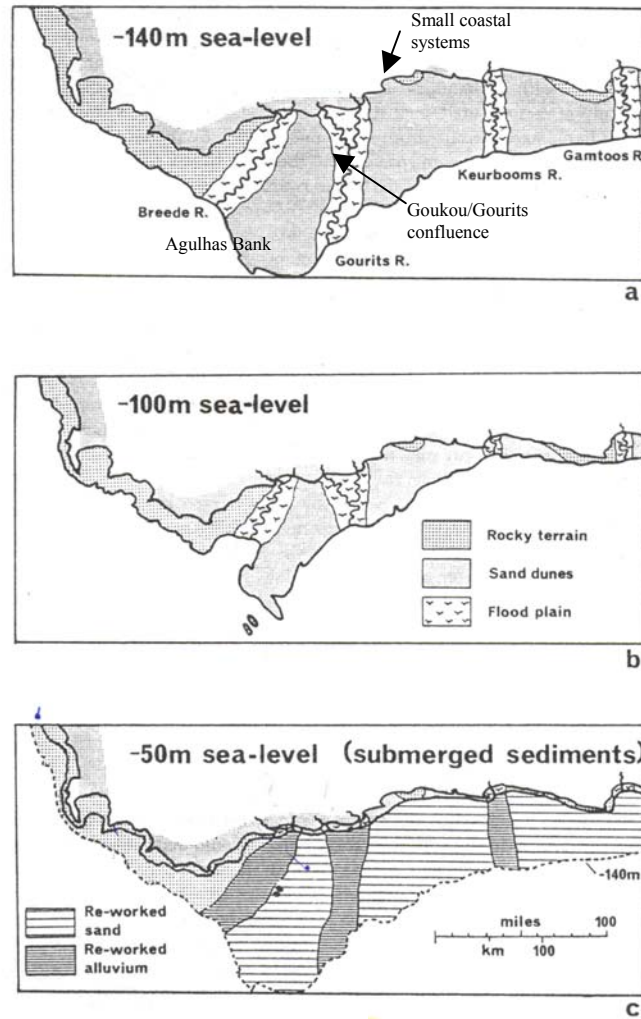 -140m sea-level
Small coastal
systems
Gamtoos R.
Keurbooms R.
Breede R.
Goukou/Gourits
confluence
Agulhas Bank
Gourits R.
a
-100m sea-level
Rocky terrain
Sand dunes
Flood plain
b
-50m sea-level (submerged sediments)
-140m
Re-worked
sand
miles 100
Re-worked
alluvium
km 100
c